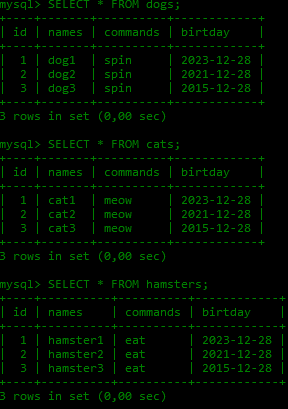 mysql> SELECT * FROM dogs;
+----+-------+----------+------------+
| id | names | commands | birtday    |
+----+-------+----------+------------+
|  1 | dog1  | spin     | 2023-12-28 |
|  2 | dog2  | spin     | 2021-12-28 |
|  3 | dog3  | spin     | 2015-12-28 |
+----+-------+----------+------------+
3 rows in set (0,00 sec)
mysql> SELECT * FROM cats;
+----+-------+----------+------------+
| id | names | commands | birtday    |
+----+-------+----------+------------+
|  1 | cat1  | meow     | 2023-12-28 |
|  2 | cat2  | meow     | 2021-12-28 |
|  3 | cat3  | meow     | 2015-12-28 |
+----+-------+----------+------------+
3 rows in set (0,00 sec)
mysql> SELECT * FROM hamsters;
+----+----------+----------+------------+
| id | names    | commands | birtday    |
+----+----------+----------+------------+
|  1 | hamster1 | eat      | 2023-12-28 |
|  2 | hamster2 | eat      | 2021-12-28 |
|  3 | hamster3 | eat      | 2015-12-28 |
+----+----------+----------+------------+
3 rows in set (0,00 sec)